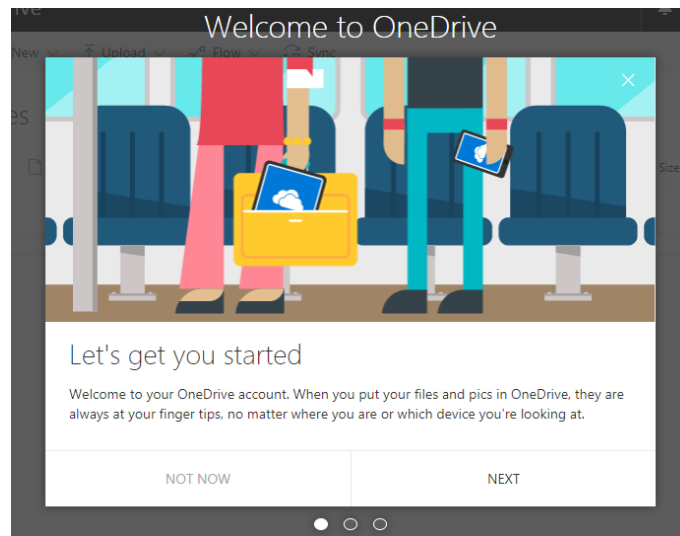 Welcome to OneDrive
New Upload Flow Sync
Size
Let's get you started
Welcome to your OneDrive account. When you put your files and pics in OneDrive, they are
always at your finger tips, no matter where you are or which device you're looking at.
NOT NOW NEXT